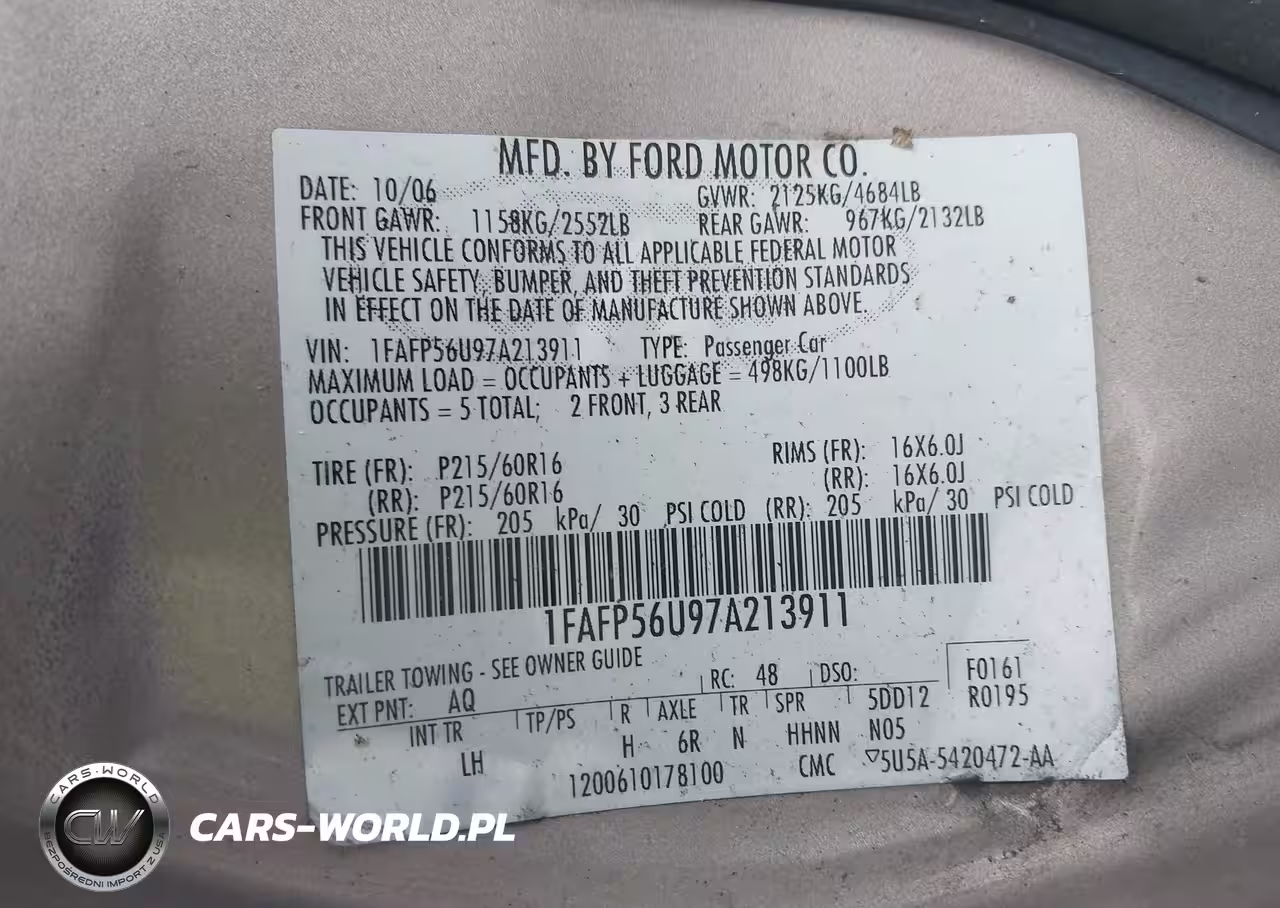 MFD. BY FORD MOTOR CO.
DATE: 10/06 GVWR: 2125KG/4684LB
FRONT GAWR: 1158KG/2552LB REAR GAWR: 967KG/2132LB
THIS VEHICLE CONFORMS TO ALL APPLICABLE FEDERAL MOTOR
VEHICLE SAFETY, BUMPER, AND THEFT PREVENTION STANDARDS
IN EFFECT ON THE DATE OF MANUFACTURE SHOWN ABOVE.
VIN: 1FAFP56U97A213911 TYPE: Passenger Car
MAXIMUM LOAD = OCCUPANTS + LUGGAGE = 498KG/1100LB
OCCUPANTS = 5 TOTAL; 2 FRONT, 3 REAR
TIRE (FR): P215/60R16 RIMS (FR): 16X6.0J
(RR): P215/60R16 (RR): 16X6.0J
PRESSURE (FR): 205 kPa/ 30 PSI COLD (RR): 205 kPa/ 30 PSI COLD
1FAFP56U97A213911
TRAILER TOWING - SEE OWNER GUIDE
EXT PNT: AQ RC: 48 DSO: F0161
INT TR TP/PS R AXLE TR SPR 5DD12 R0195
LH H 6R N HHNN N05
1200610178100 CMC ▽5U5A-5420472-AA
CARS-WORLD
CW
BEZPOŚREDNI IMPORT Z USA
CARS-WORLD.PL